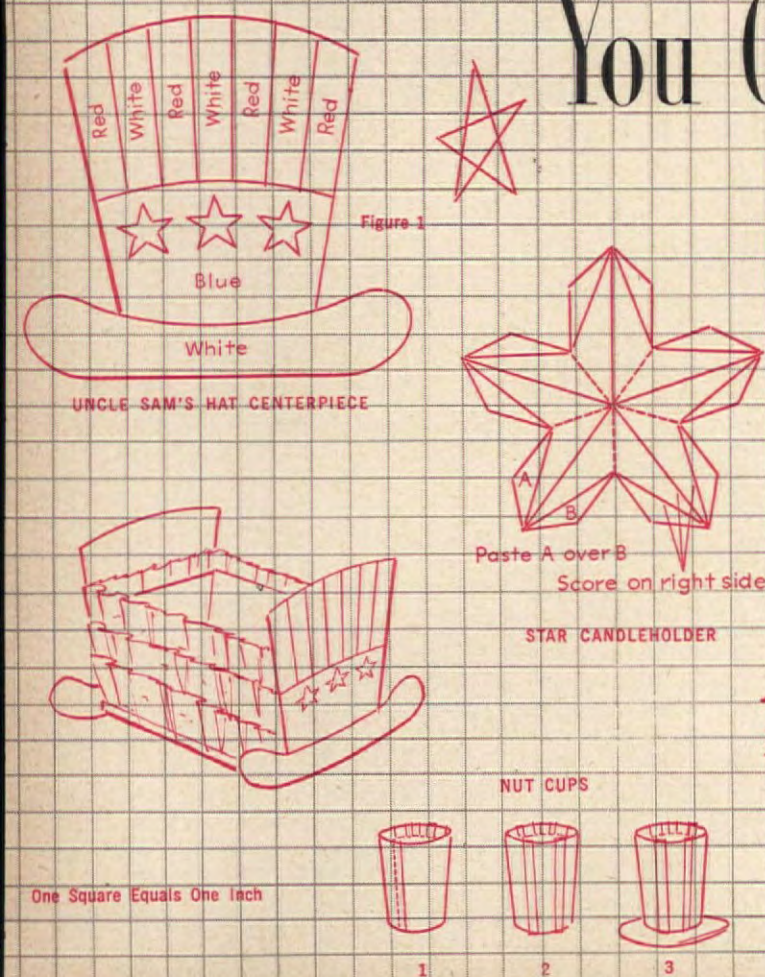 You
Red
White
Red
White
Red
White
Red
Figure 1
Blue
White
UNCLE SAM'S HAT CENTERPIECE
A
B
Paste A over B
Score on right side
STAR CANDLEHOLDER
NUT CUPS
One Square Equals One Inch
1
2
3